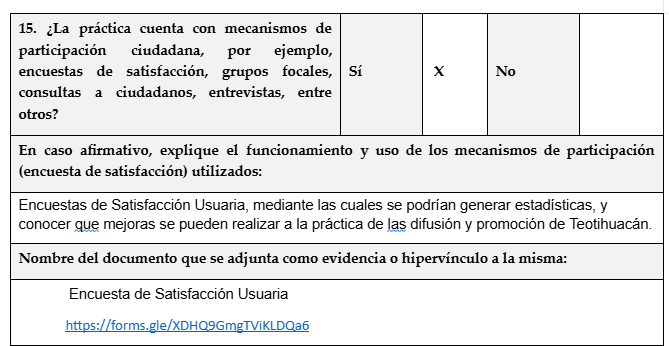 15. ¿La práctica cuenta con mecanismos de
participación ciudadana, por ejemplo,
encuestas de satisfacción, grupos focales,
consultas a ciudadanos, entrevistas, entre
otros?
Sí X No
En caso afirmativo, explique el funcionamiento y uso de los mecanismos de participación
(encuesta de satisfacción) utilizados:
Encuestas de Satisfacción Usuaria, mediante las cuales se podrían generar estadísticas, y
conocer que mejoras se pueden realizar a la práctica de las difusión y promoción de Teotihuacán.
Nombre del documento que se adjunta como evidencia o hipervínculo a la misma:
Encuesta de Satisfacción Usuaria
https://forms.gle/XDHQ9GmgTViKLDQa6